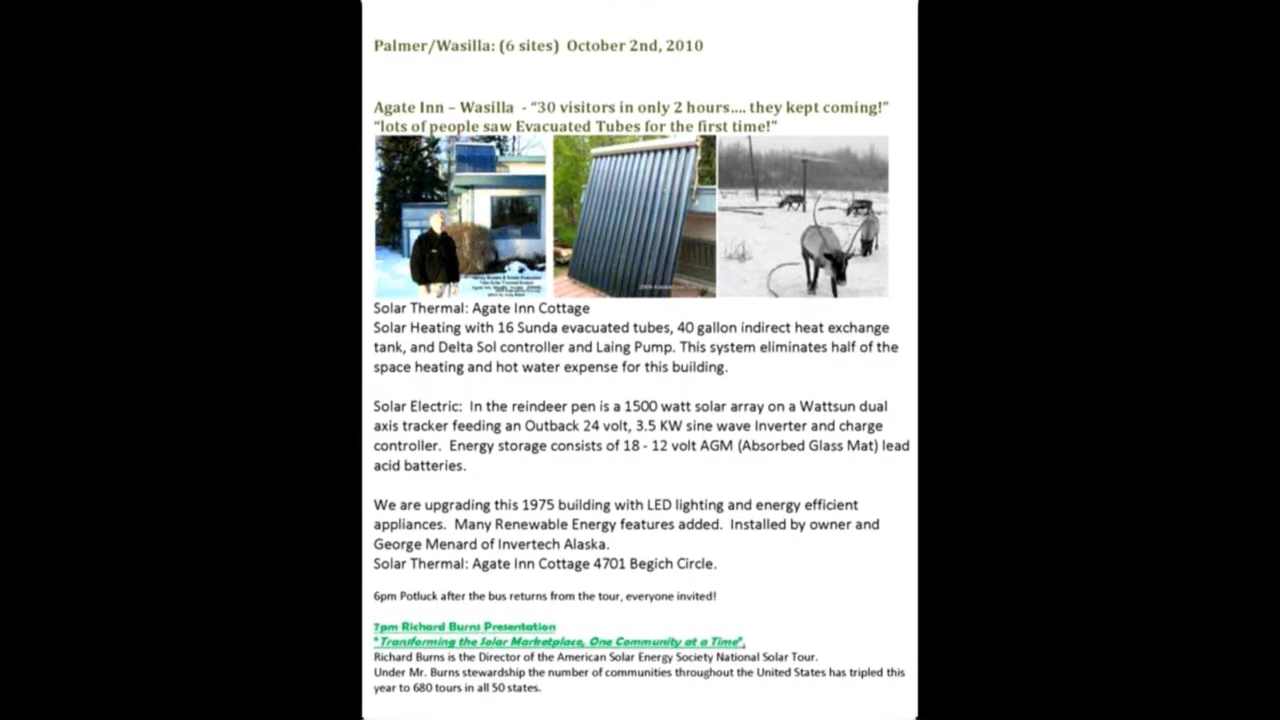 Palmer/Wasilla: (6 sites) October 2nd, 2010
Agate Inn – Wasilla - “30 visitors in only 2 hours.... they kept coming!”
“lots of people saw Evacuated Tubes for the first time!”
Solar Thermal: Agate Inn Cottage
Solar Heating with 16 Sunda evacuated tubes, 40 gallon indirect heat exchange
tank, and Delta Sol controller and Laing Pump. This system eliminates half of the
space heating and hot water expense for this building.
Solar Electric: In the reindeer pen is a 1500 watt solar array on a Wattsun dual
axis tracker feeding an Outback 24 volt, 3.5 KW sine wave Inverter and charge
controller. Energy storage consists of 18 - 12 volt AGM (Absorbed Glass Mat) lead
acid batteries.
We are upgrading this 1975 building with LED lighting and energy efficient
appliances. Many Renewable Energy features added. Installed by owner and
George Menard of Invertech Alaska.
Solar Thermal: Agate Inn Cottage 4701 Begich Circle.
6pm Potluck after the bus returns from the tour, everyone invited!
7pm Richard Burns Presentation
"Transforming the Solar Marketplace, One Community at a Time",
Richard Burns is the Director of the American Solar Energy Society National Solar Tour.
Under Mr. Burns stewardship the number of communities throughout the United States has tripled this
year to 680 tours in all 50 states.